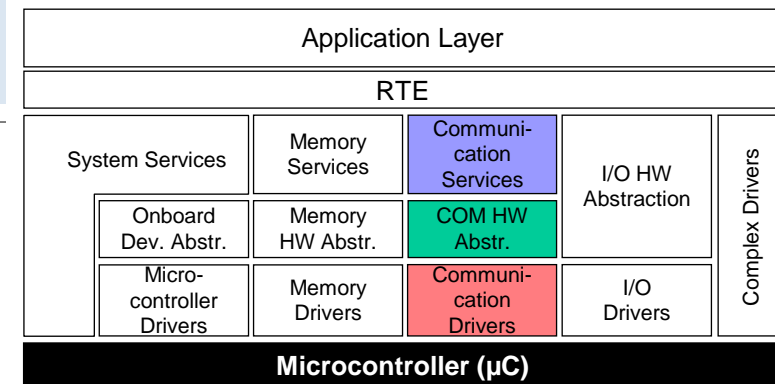 Application Layer
RTE
System Services
Memory
Services
Communi-
cation
Services
I/O HW
Abstraction
Complex Drivers
Onboard
Dev. Abstr.
Memory
HW Abstr.
COM HW
Abstr.
Micro-
controller
Drivers
Memory
Drivers
Communi-
cation
Drivers
I/O
Drivers
Microcontroller (µC)